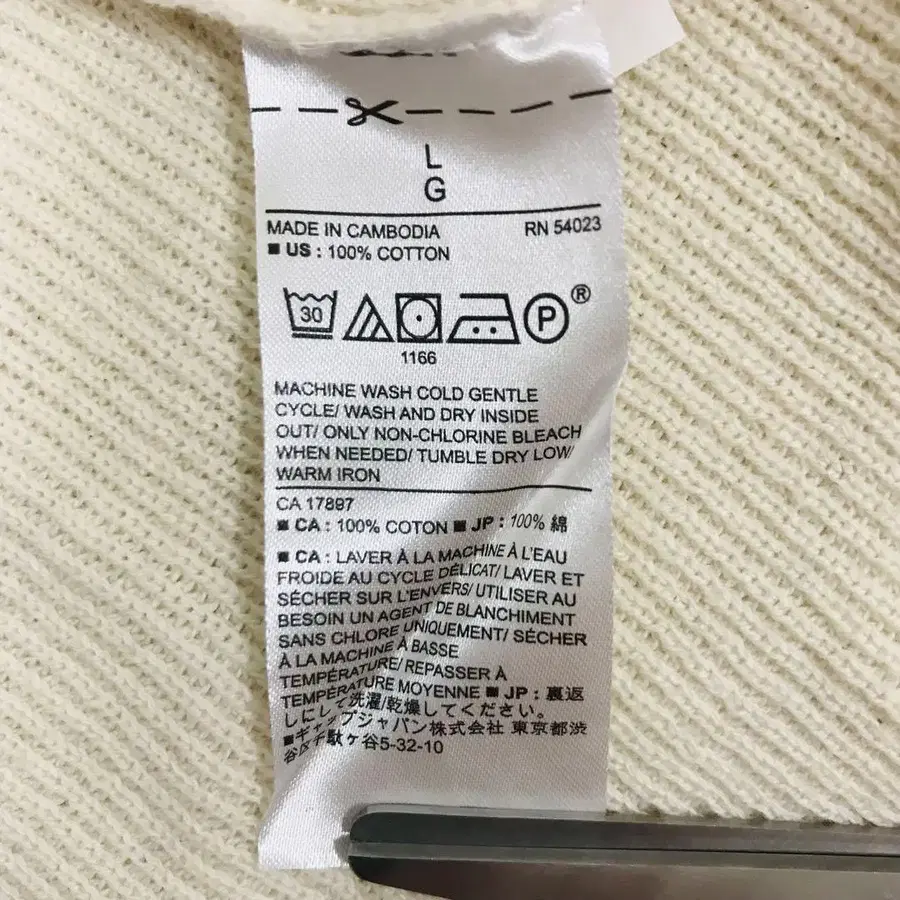 L
G
MADE IN CAMBODIA RN 54023
■ US : 100% COTTON
30 P ®
1166
MACHINE WASH COLD GENTLE
CYCLE/ WASH AND DRY INSIDE
OUT/ ONLY NON-CHLORINE BLEACH
WHEN NEEDED/ TUMBLE DRY LOW/
WARM IRON
CA 17897
■ CA : 100% COTON ■ JP : 100% 綿
■ CA : LAVER À LA MACHINE À L'EAU
FROIDE AU CYCLE DÉLICAT/ LAVER ET
SÉCHER SUR L'ENVERS/ UTILISER AU
BESOIN UN AGENT DE BLANCHIMENT
SANS CHLORE UNIQUEMENT/ SÉCHER
À LA MACHINE À BASSE
TEMPÉRATURE/ REPASSER À
TEMPÉRATURE MOYENNE ■ JP : 裏返
しにして洗濯/乾燥してください。
■ギャップジャパン株式会社 東京都渋
谷区千駄ヶ谷5-32-10